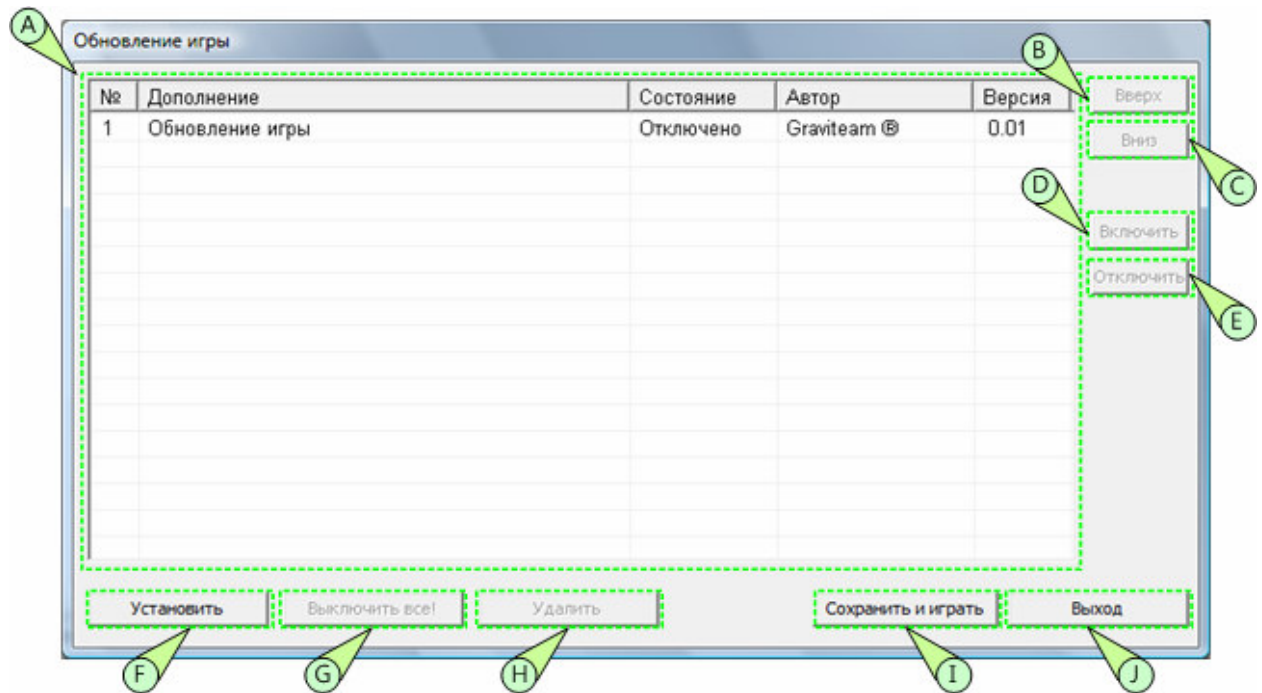 A
Обновление игры
B
№ Дополнение Состояние Автор Версия
Вверх
1 Обновление игры Отключено Graviteam ® 0.01
Вниз
C
D
Включить
Отключить
E
Установить Выключить все! Удалить Сохранить и играть Выход
F G H I J